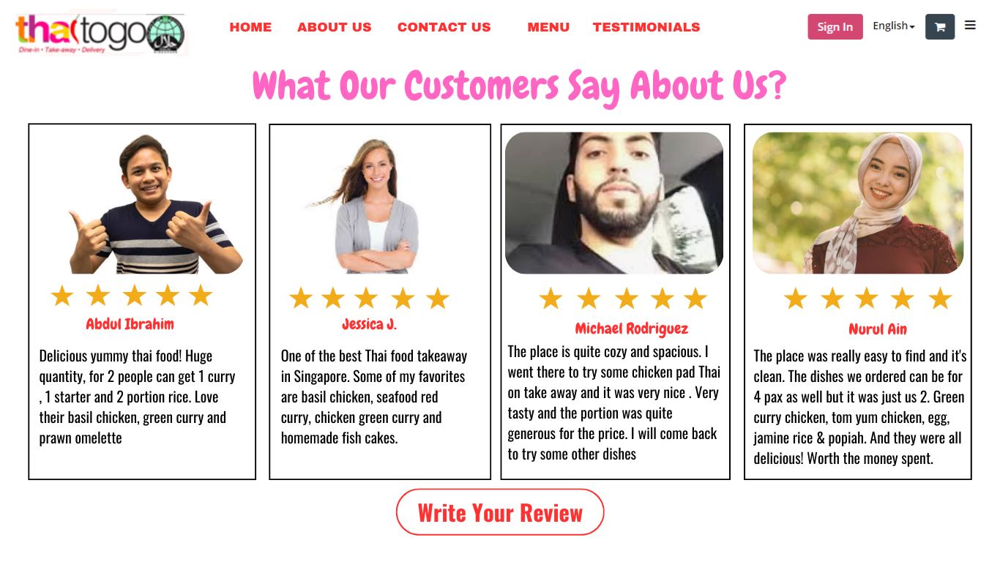 thaitogo
Dine-in • Take-away • Delivery
HOME ABOUT US CONTACT US MENU TESTIMONIALS
Sign In English
What Our Customers Say About Us?
Abdul Ibrahim
Delicious yummy thai food! Huge
quantity, for 2 people can get 1 curry
, 1 starter and 2 portion rice. Love
their basil chicken, green curry and
prawn omelette
Jessica J.
One of the best Thai food takeaway
in Singapore. Some of my favorites
are basil chicken, seafood red
curry, chicken green curry and
homemade fish cakes.
Michael Rodriguez
The place is quite cozy and spacious. I
went there to try some chicken pad Thai
on take away and it was very nice . Very
tasty and the portion was quite
generous for the price. I will come back
to try some other dishes
Nurul Ain
The place was really easy to find and it's
clean. The dishes we ordered can be for
4 pax as well but it was just us 2. Green
curry chicken, tom yum chicken, egg,
jamine rice & popiah. And they were all
delicious! Worth the money spent.
Write Your Review